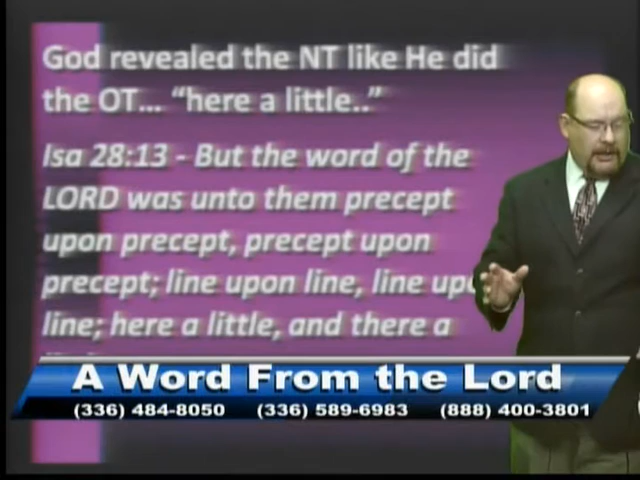 God revealed the NT like He did
the OT... "here a little.."
Isa 28:13 - But the word of the
LORD was unto them precept
upon precept, precept upon
precept; line upon line, line upo
line; here a little, and there a
A Word From the Lord
(336) 484-8050 (336) 589-6983 (888) 400-3801